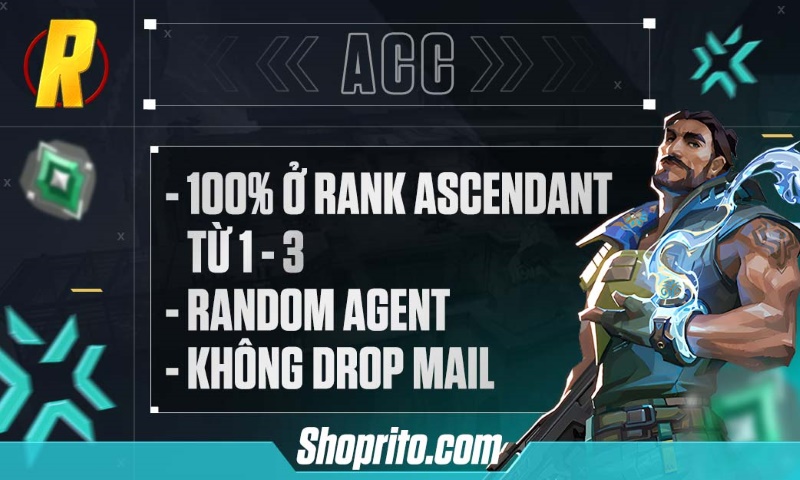 R
ACC
- 100% Ở RANK ASCENDANT
TỪ 1 - 3
- RANDOM AGENT
- KHÔNG DROP MAIL
Shoprito.com